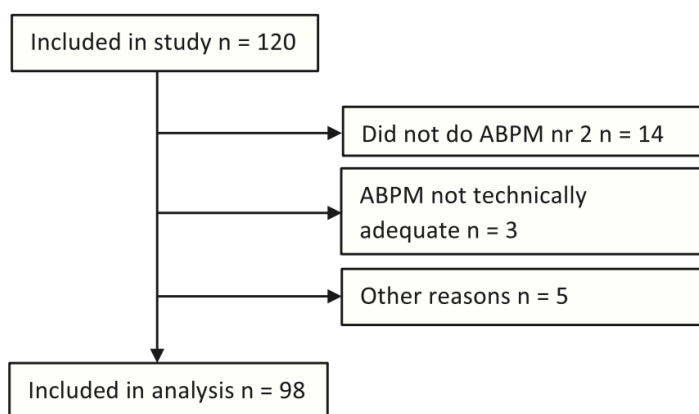 Included in study n = 120
Did not do ABPM nr 2 n = 14
ABPM not technically
adequate n = 3
Other reasons n = 5
Included in analysis n = 98